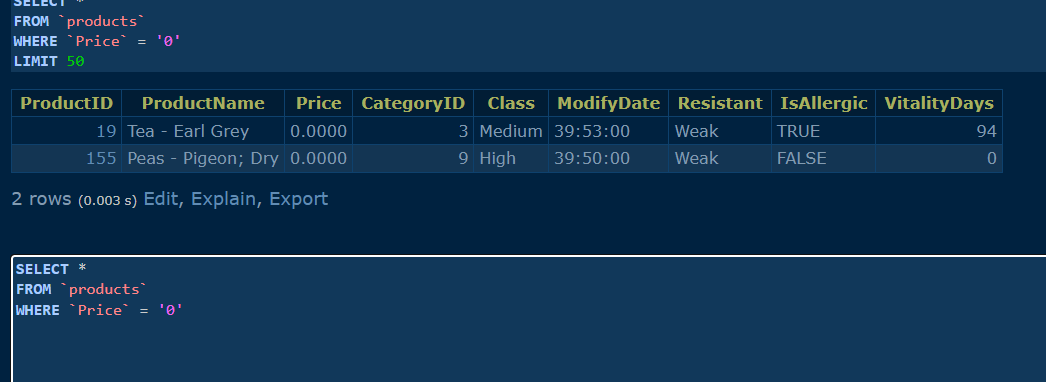 SELECT *
FROM `products`
WHERE `Price` = '0'
LIMIT 50
ProductID ProductName Price CategoryID Class ModifyDate Resistant IsAllergic VitalityDays
19 Tea - Earl Grey 0.0000 3 Medium 39:53:00 Weak TRUE 94
155 Peas - Pigeon; Dry 0.0000 9 High 39:50:00 Weak FALSE 0
2 rows (0.003 s) Edit, Explain, Export
SELECT *
FROM `products`
WHERE `Price` = '0'